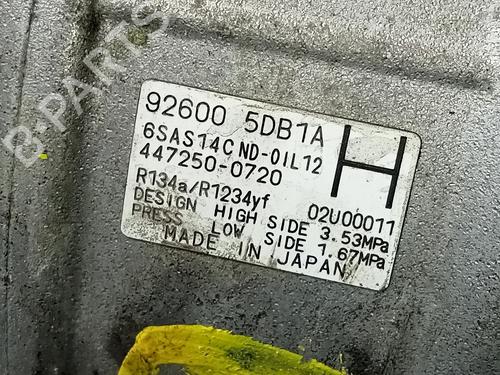 B-PARTS
92600 5DB1A
6SAS14C ND-OIL12
447250-0720
H
R134a/R1234yf 02U00011
DESIGN HIGH SIDE 3.53MPa
PRESS LOW SIDE 1.67MPa
MADE IN JAPAN